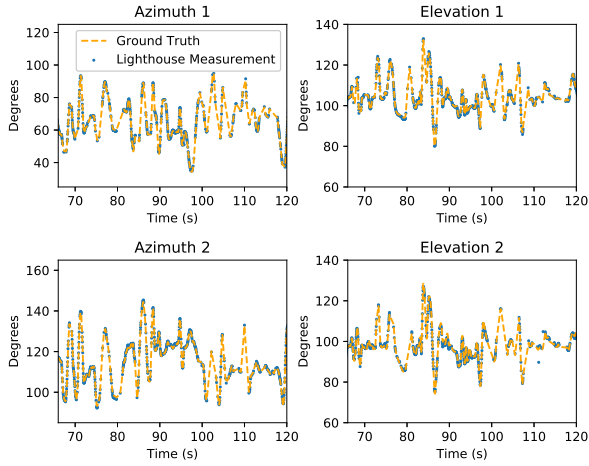 Azimuth 1
Degrees
120
100
80
60
40
Ground Truth
Lighthouse Measurement
70 80 90 100 110 120
Time (s)
Elevation 1
Degrees
140
120
100
80
60
70 80 90 100 110 120
Time (s)
Azimuth 2
Degrees
160
140
120
100
70 80 90 100 110 120
Time (s)
Elevation 2
Degrees
140
120
100
80
60
70 80 90 100 110 120
Time (s)